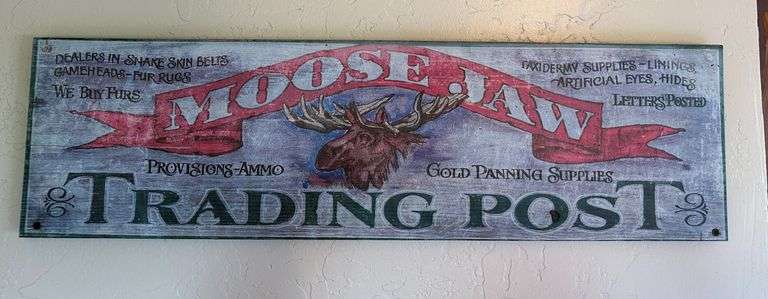 DEALERS IN SNAKE SKIN BELTS
GAMEHEADS-FUR RUGS
WE BUY FURS
MOOSE JAW
TAXIDERMY SUPPLIES-LININGS,
ARTIFICIAL EYES, HIDES
LETTERS POSTED
PROVISIONS-AMMO
GOLD PANNING SUPPLIES
TRADING POST